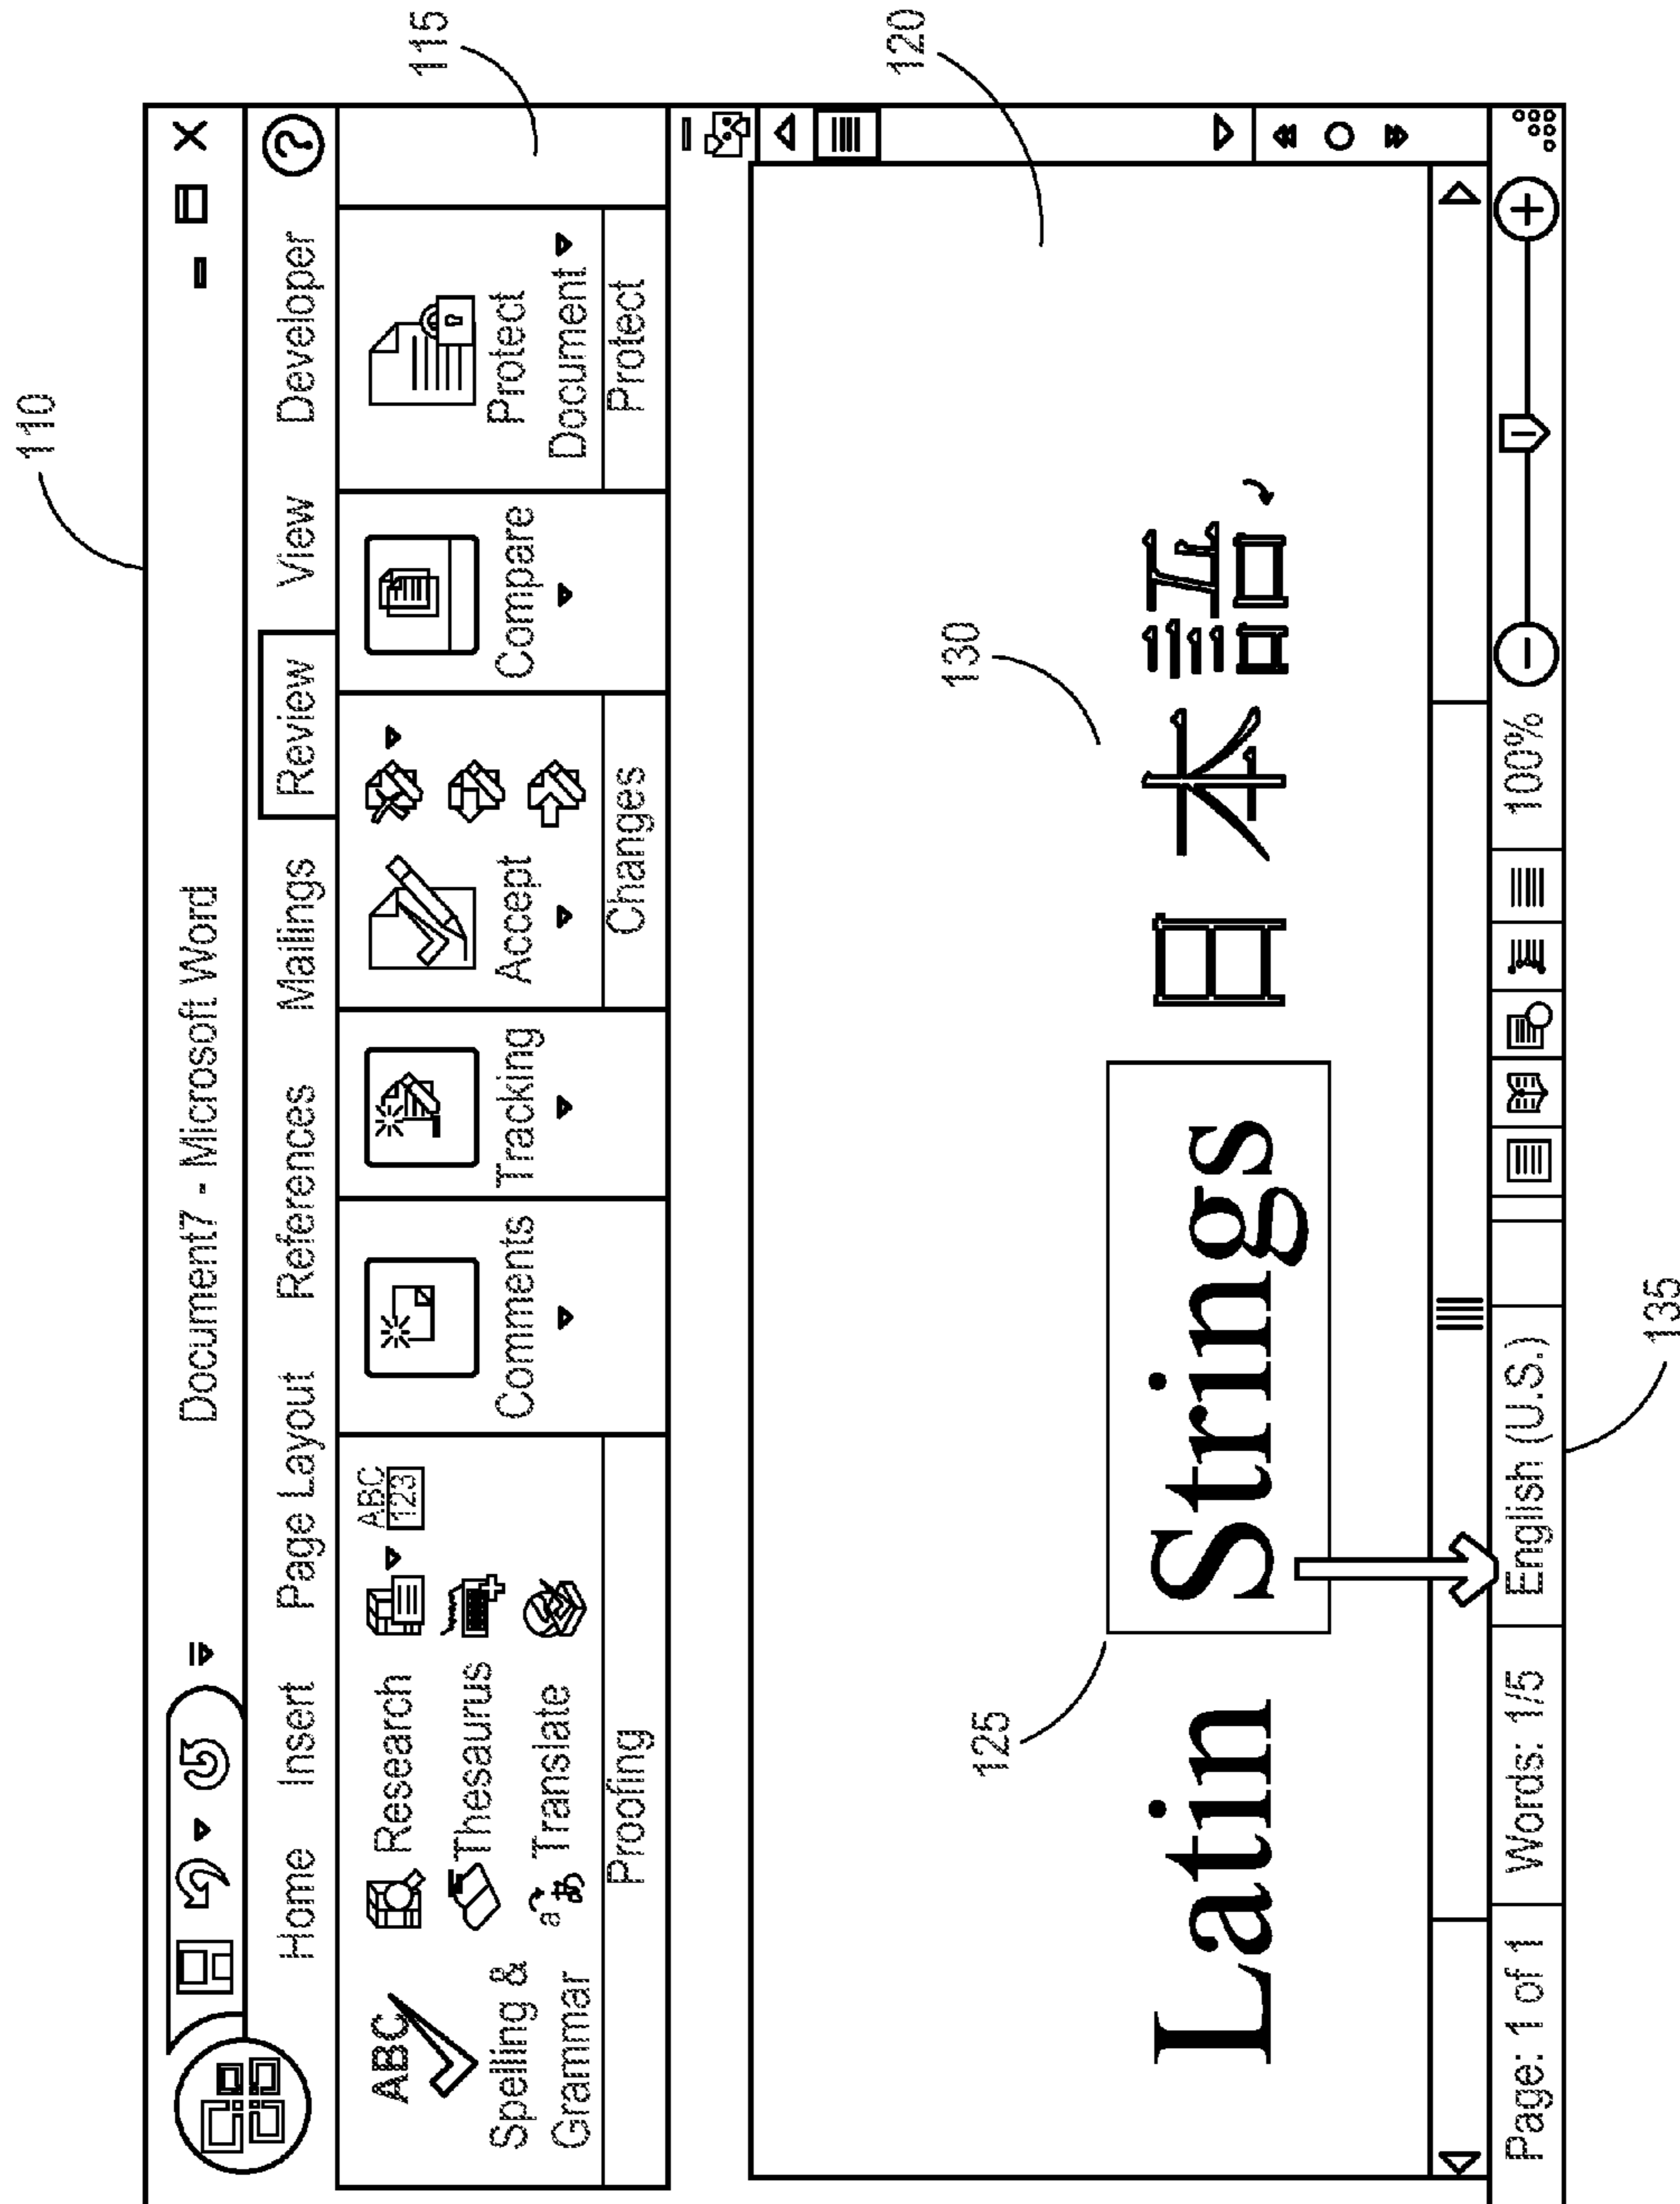 110
Document7 - Microsoft Word
Home Insert Page Layout References Mailings Review View Developer
115
ABC
Spelling & Grammar
Research
ABC 123
Thesaurus
Translate
Proofing
Comments
Tracking
Accept
Changes
Compare
Protect Document
Protect
120
125
130
Latin Strings 日本語
Page: 1 of 1 Words: 1/5 English (U.S.) 100%
135